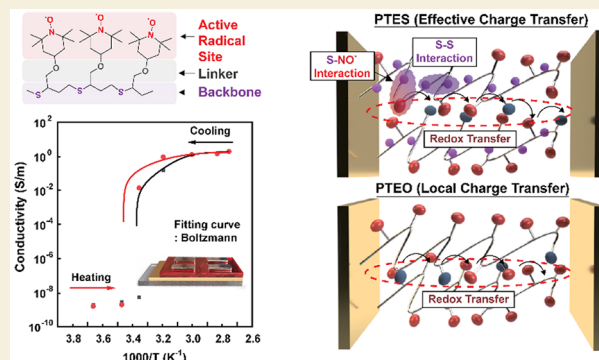 O•
N
O•
N
O•
N
Active
Radical
Site
O
O
O
Linker
S
S
S
Backbone
Conductivity (S/m)
10²
10⁰
10⁻²
10⁻⁴
10⁻⁶
10⁻⁸
10⁻¹⁰
Cooling
Fitting curve
: Boltzmann
Heating
3.8 3.6 3.4 3.2 3.0 2.8 2.6
1000/T (K⁻¹)
PTES (Effective Charge Transfer)
S-S
Interaction
S-NO•
Interaction
Redox Transfer
PTEO (Local Charge Transfer)
Redox Transfer